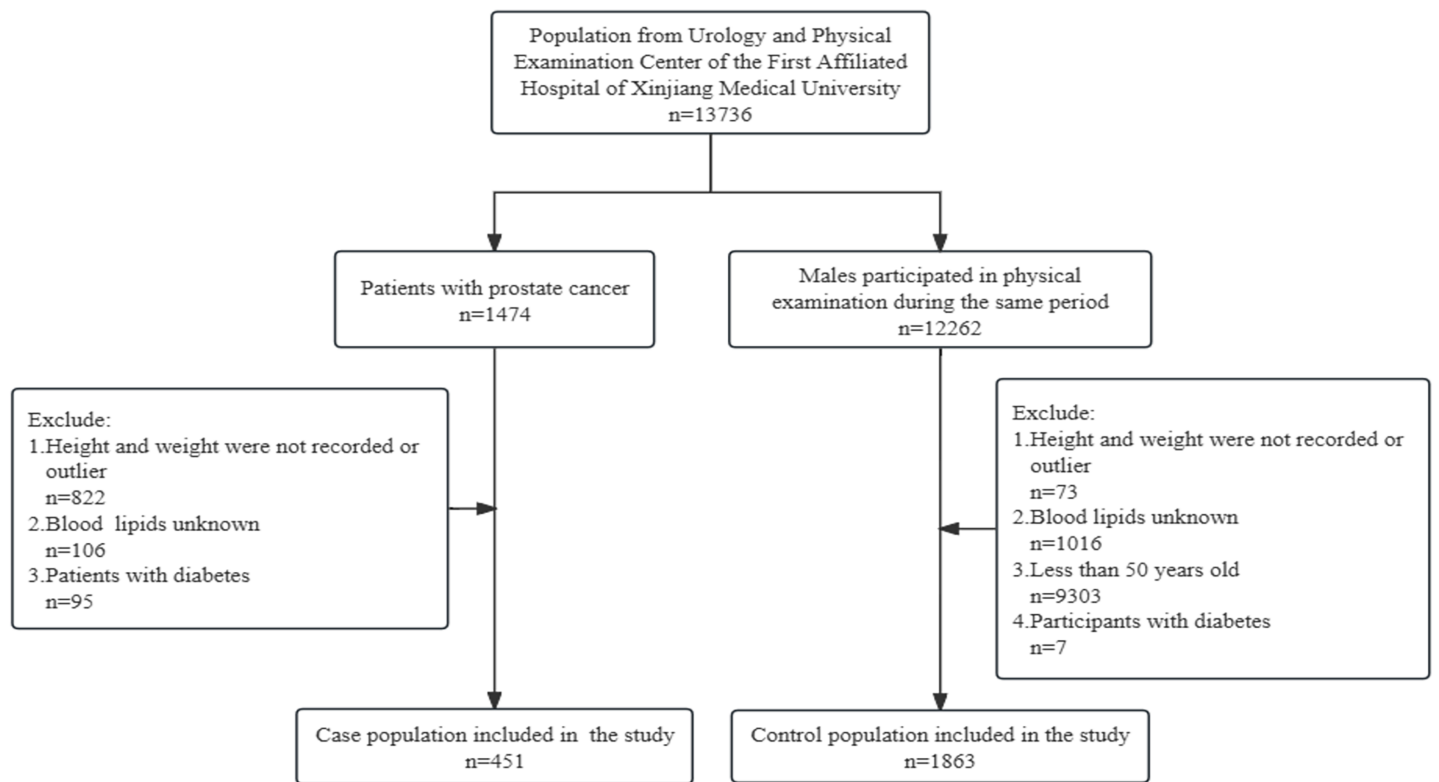 Population from Urology and Physical
Examination Center of the First Affiliated
Hospital of Xinjiang Medical University
n=13736
Patients with prostate cancer
n=1474
Males participated in physical
examination during the same period
n=12262
Exclude:
1.Height and weight were not recorded or
outlier
n=822
2.Blood lipids unknown
n=106
3.Patients with diabetes
n=95
Exclude:
1.Height and weight were not recorded or
outlier
n=73
2.Blood lipids unknown
n=1016
3.Less than 50 years old
n=9303
4.Participants with diabetes
n=7
Case population included in the study
n=451
Control population included in the study
n=1863